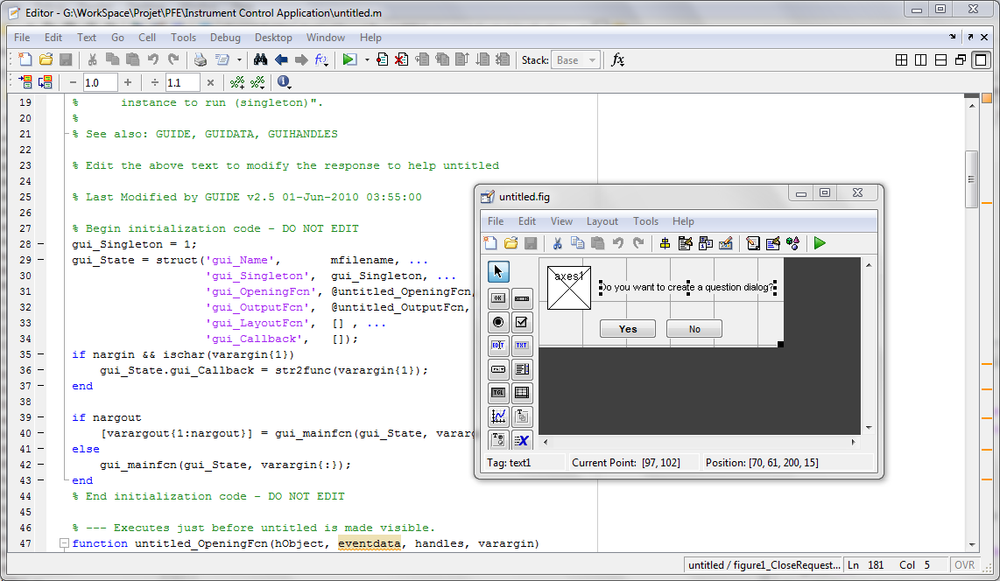 Editor - G:\WorkSpace\Projet\PFE\Instrument Control Application\untitled.m
File Edit Text Go Cell Tools Debug Desktop Window Help
Stack: Base fx
− 1.0 + ÷ 1.1 ×
19 % instance to run (singleton)".
20 %
21 % See also: GUIDE, GUIDATA, GUIHANDLES
22
23 % Edit the above text to modify the response to help untitled
24
25 % Last Modified by GUIDE v2.5 01-Jun-2010 03:55:00
26
27 % Begin initialization code - DO NOT EDIT
28 – gui_Singleton = 1;
29 – gui_State = struct('gui_Name', mfilename, ...
30 'gui_Singleton', gui_Singleton, ...
31 'gui_OpeningFcn', @untitled_OpeningFcn,
32 'gui_OutputFcn', @untitled_OutputFcn,
33 'gui_LayoutFcn', [] , ...
34 'gui_Callback', []);
35 – if nargin && ischar(varargin{1})
36 – gui_State.gui_Callback = str2func(varargin{1});
37 – end
38
39 – if nargout
40 – [varargout{1:nargout}] = gui_mainfcn(gui_State, vararg
41 – else
42 – gui_mainfcn(gui_State, varargin{:});
43 – end
44 % End initialization code - DO NOT EDIT
45
46 % --- Executes just before untitled is made visible.
47 function untitled_OpeningFcn(hObject, eventdata, handles, varargin)
untitled / figure1_CloseRequest... Ln 181 Col 5 OVR
untitled.fig
File Edit View Layout Tools Help
axes1
Do you want to create a question dialog?
Yes No
OK
EDIT TXT
TGL
Tag: text1 Current Point: [97, 102] Position: [70, 61, 200, 15]